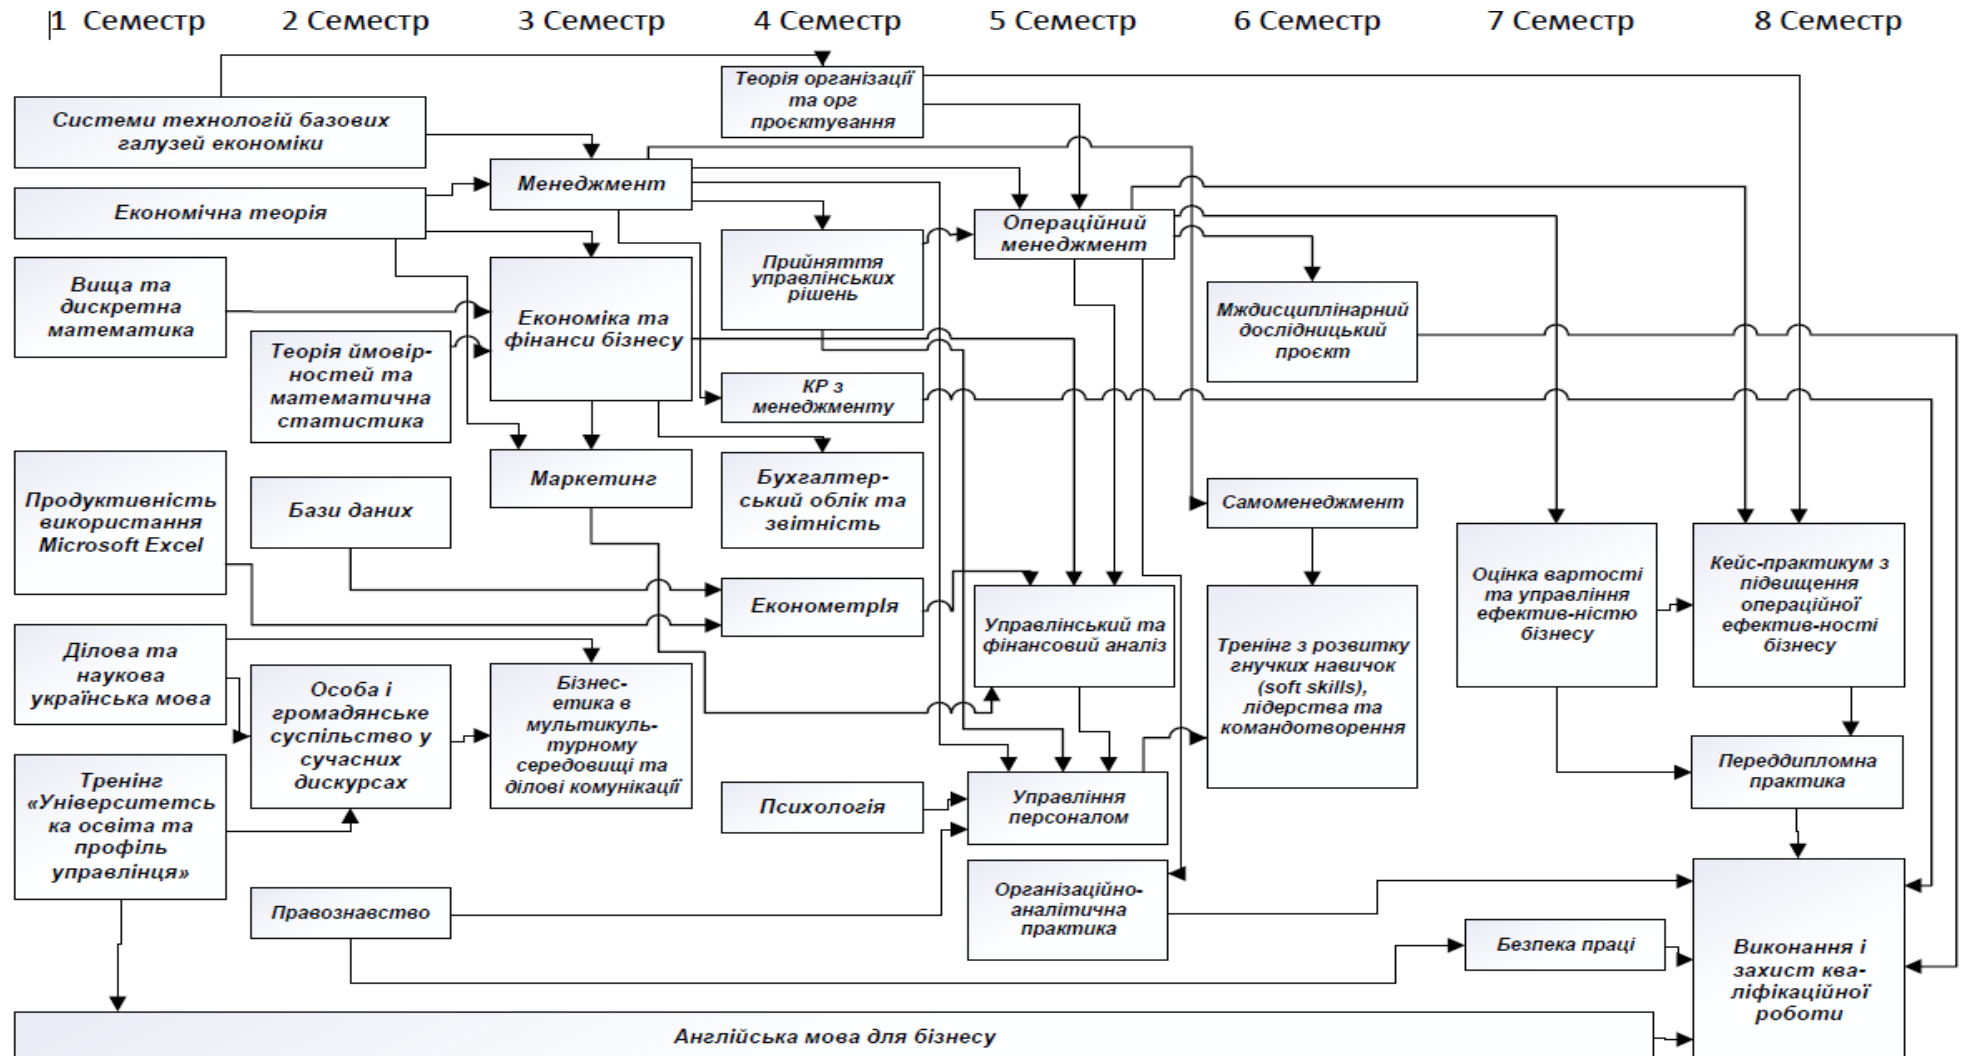 1 Семестр
2 Семестр
3 Семестр
4 Семестр
5 Семестр
6 Семестр
7 Семестр
8 Семестр
Системи технологій базових
галузей економіки
Економічна теорія
Вища та
дискретна
математика
Продуктивність
використання
Microsoft Excel
Ділова та
наукова
українська мова
Тренінг
«Університетсь
ка освіта та
профіль
управлінця»
Теорія ймовір-
ностей та
математична
статистика
Бази даних
Особа і
громадянське
суспільство у
сучасних
дискурсах
Правознавство
Менеджмент
Економіка та
фінанси бізнесу
Маркетинг
Бізнес-
етика в
мультикуль-
турному
середовищі та
ділові комунікації
Теорія організації
та орг
проєктування
Прийняття
управлінських
рішень
КР з
менеджменту
Бухгалтер-
ський облік та
звітність
ЕконометрІя
Психологія
Операційний
менеджмент
Управлінський та
фінансовий аналіз
Управління
персоналом
Організаційно-
аналітична
практика
Мждисциплінарний
дослідницький
проєкт
Самоменеджмент
Тренінг з розвитку
гнучких навичок
(soft skills),
лідерства та
командотворення
Оцінка вартості
та управління
ефектив-ністю
бізнесу
Безпека праці
Кейс-практикум з
підвищення
операційної
ефектив-ності
бізнесу
Переддипломна
практика
Виконання і
захист ква-
ліфікаційної
роботи
Англійська мова для бізнесу